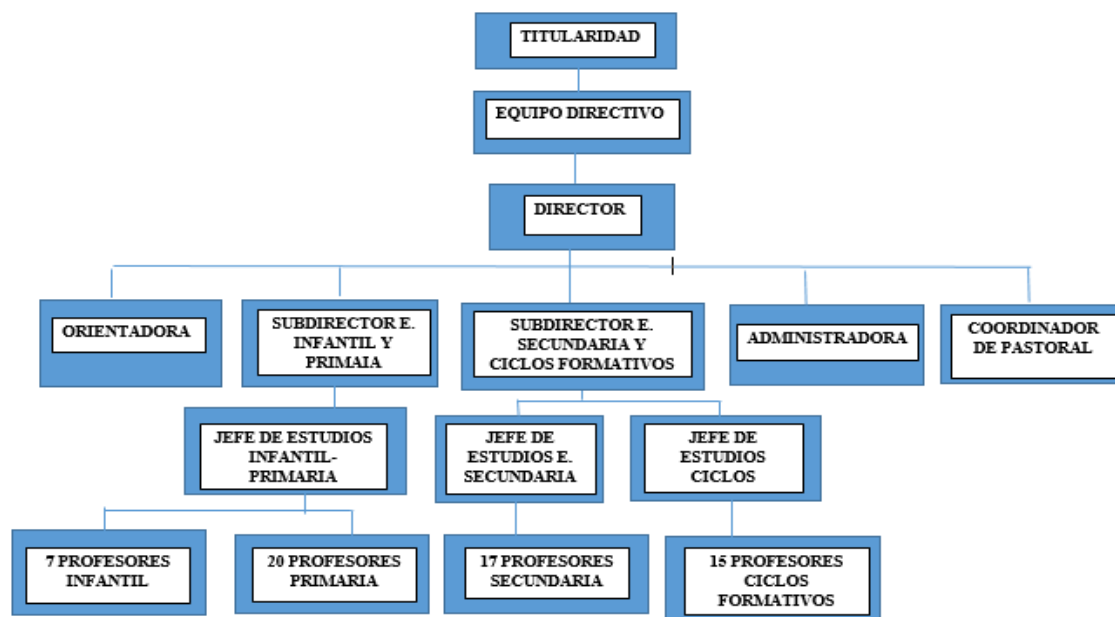 TITULARIDAD
EQUIPO DIRECTIVO
DIRECTOR
ORIENTADORA
SUBDIRECTOR E.
INFANTIL Y
PRIMAIA
SUBDIRECTOR E.
SECUNDARIA Y
CICLOS FORMATIVOS
ADMINISTRADORA
COORDINADOR
DE PASTORAL
JEFE DE ESTUDIOS
INFANTIL-
PRIMARIA
JEFE DE
ESTUDIOS E.
SECUNDARIA
JEFE DE
ESTUDIOS
CICLOS
7 PROFESORES
INFANTIL
20 PROFESORES
PRIMARIA
17 PROFESORES
SECUNDARIA
15 PROFESORES
CICLOS
FORMATIVOS